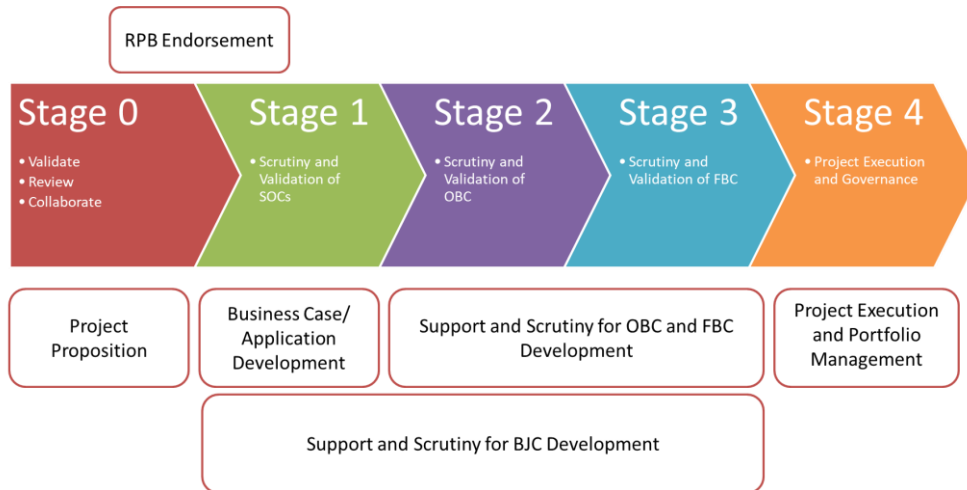 RPB Endorsement
Stage 0
• Validate
• Review
• Collaborate
Stage 1
• Scrutiny and
Validation of
SOCs
Stage 2
• Scrutiny and
Validation of
OBC
Stage 3
• Scrutiny and
Validation of FBC
Stage 4
• Project Execution
and Governance
Project
Proposition
Business Case/
Application
Development
Support and Scrutiny for OBC and FBC
Development
Project Execution
and Portfolio
Management
Support and Scrutiny for BJC Development